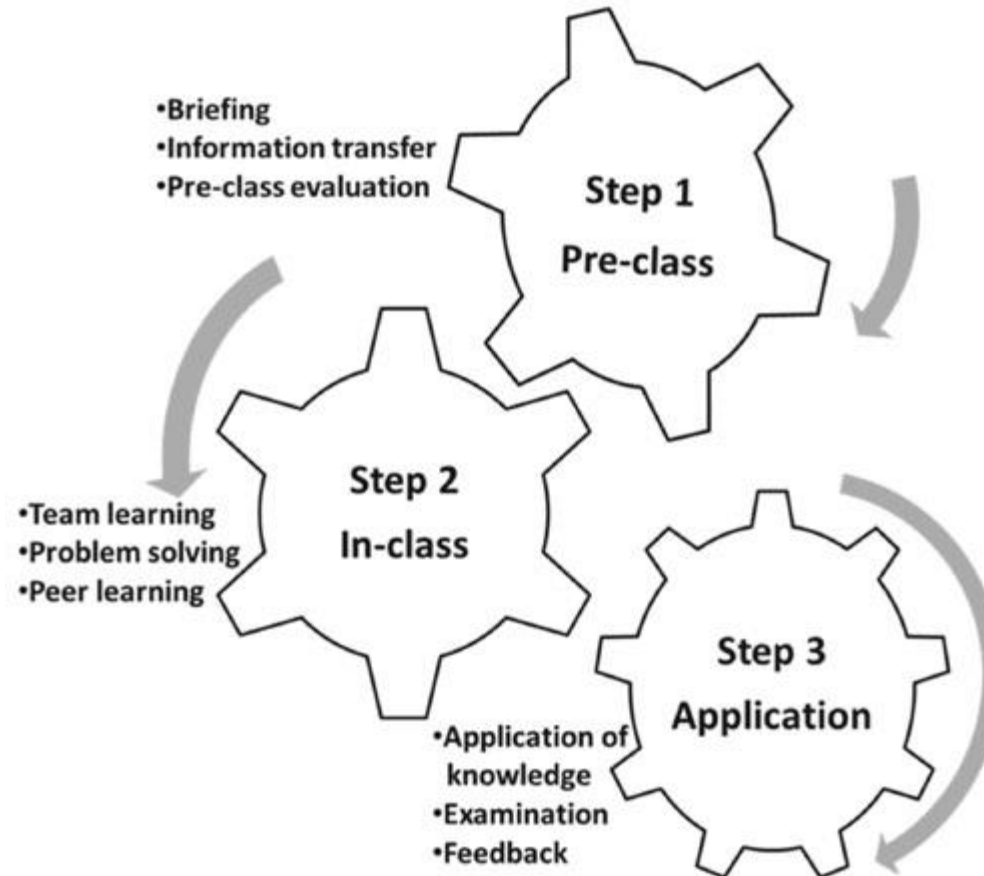 •Briefing
•Information transfer
•Pre-class evaluation
Step 1
Pre-class
Step 2
In-class
•Team learning
•Problem solving
•Peer learning
Step 3
Application
•Application of
knowledge
•Examination
•Feedback